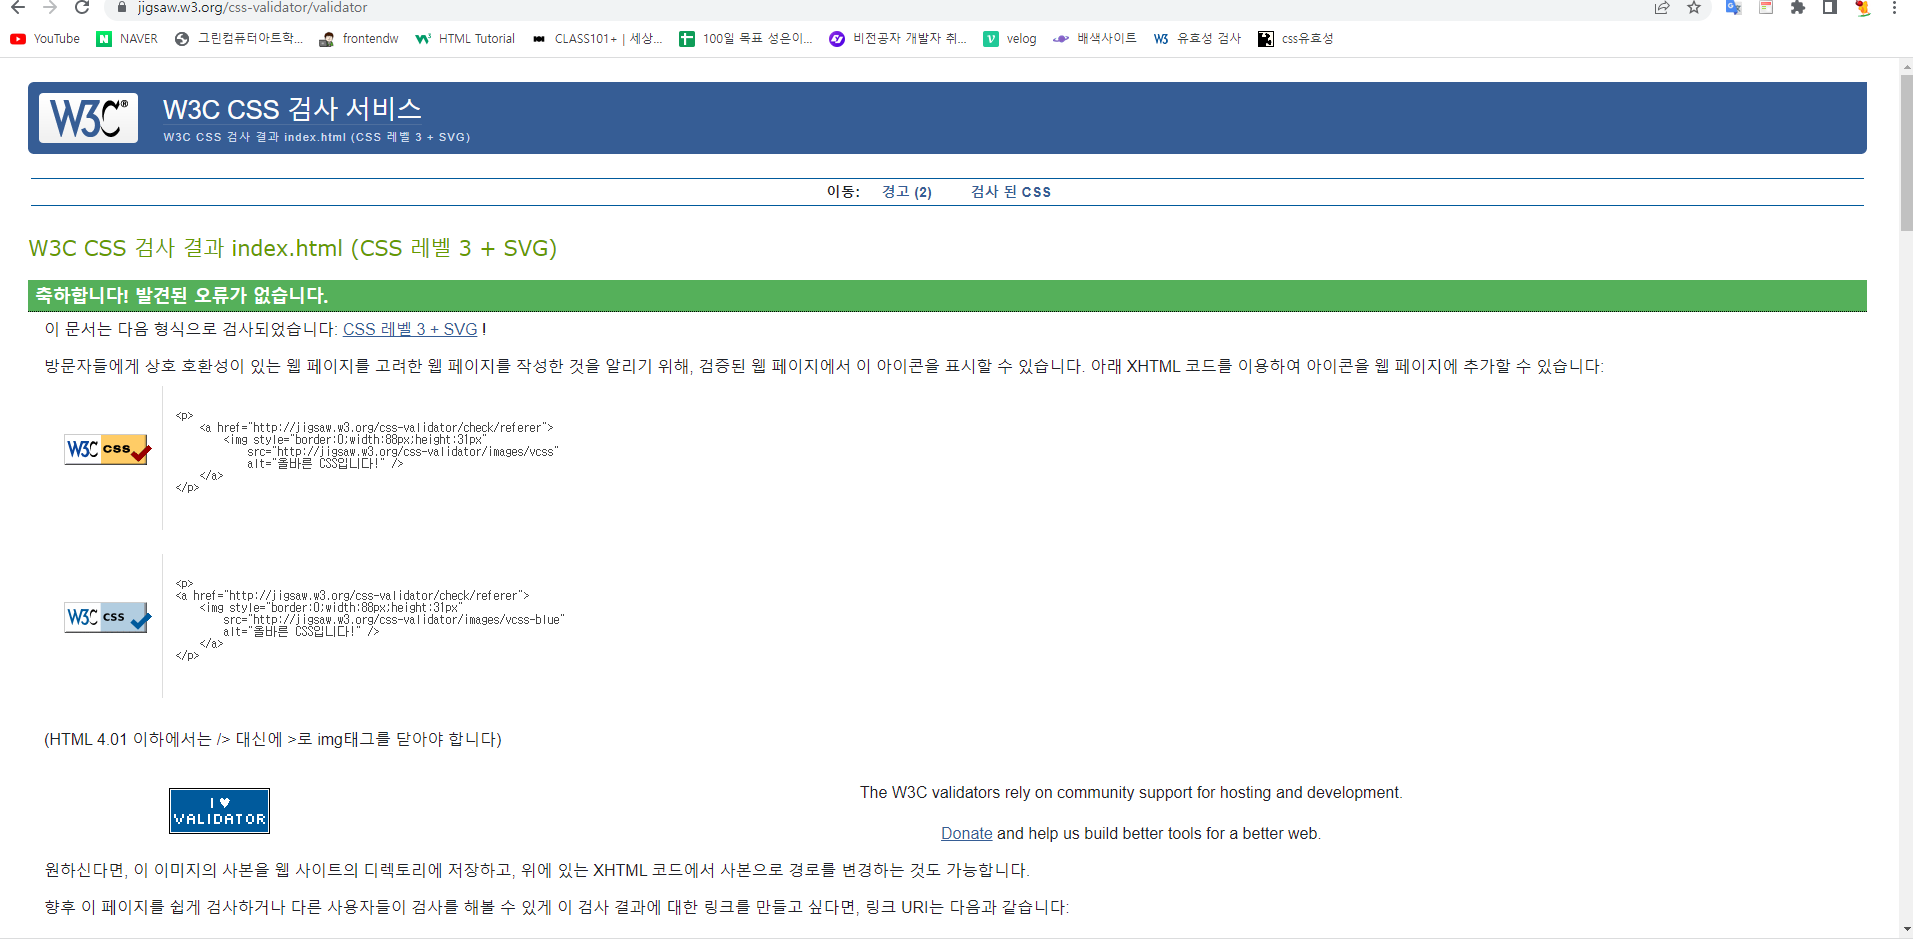 jigsaw.w3.org/css-validator/validator
YouTube NAVER 그린컴퓨터아트학... frontendw HTML Tutorial CLASS101+ | 세상... 100일 목표 성은이... 비전공자 개발자 취... velog 배색사이트 유효성 검사 css유효성
W3C® W3C CSS 검사 서비스
W3C CSS 검사 결과 index.html (CSS 레벨 3 + SVG)
이동: 경고 (2) 검사 된 CSS
W3C CSS 검사 결과 index.html (CSS 레벨 3 + SVG)
축하합니다! 발견된 오류가 없습니다.
이 문서는 다음 형식으로 검사되었습니다: CSS 레벨 3 + SVG !
방문자들에게 상호 호환성이 있는 웹 페이지를 고려한 웹 페이지를 작성한 것을 알리기 위해, 검증된 웹 페이지에서 이 아이콘을 표시할 수 있습니다. 아래 XHTML 코드를 이용하여 아이콘을 웹 페이지에 추가할 수 있습니다:
W3C css
<p>
<a href="http://jigsaw.w3.org/css-validator/check/referer">
<img style="border:0;width:88px;height:31px"
src="http://jigsaw.w3.org/css-validator/images/vcss"
alt="올바른 CSS입니다!" />
</a>
</p>
W3C css
<p>
<a href="http://jigsaw.w3.org/css-validator/check/referer">
<img style="border:0;width:88px;height:31px"
src="http://jigsaw.w3.org/css-validator/images/vcss-blue"
alt="올바른 CSS입니다!" />
</a>
</p>
(HTML 4.01 이하에서는 /> 대신에 >로 img태그를 닫아야 합니다)
I ♥
VALIDATOR
The W3C validators rely on community support for hosting and development.
Donate and help us build better tools for a better web.
원하신다면, 이 이미지의 사본을 웹 사이트의 디렉토리에 저장하고, 위에 있는 XHTML 코드에서 사본으로 경로를 변경하는 것도 가능합니다.
향후 이 페이지를 쉽게 검사하거나 다른 사용자들이 검사를 해볼 수 있게 이 검사 결과에 대한 링크를 만들고 싶다면, 링크 URI는 다음과 같습니다: